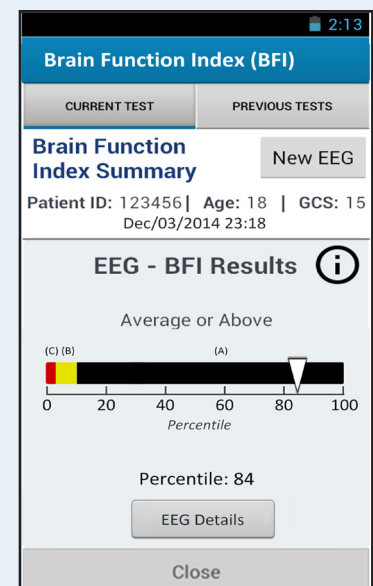 2:13
Brain Function Index (BFI)
CURRENT TEST PREVIOUS TESTS
Brain Function
Index Summary
New EEG
Patient ID: 123456| Age: 18 | GCS: 15
Dec/03/2014 23:18
EEG - BFI Results i
Average or Above
(C) (B) (A)
0 20 40 60 80 100
Percentile
Percentile: 84
EEG Details
Close